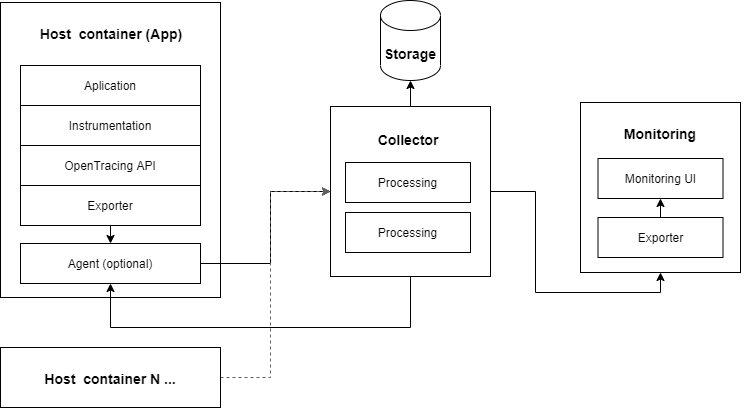 Host container (App)
Aplication
Instrumentation
OpenTracing API
Exporter
Agent (optional)
Host container N ...
Storage
Collector
Processing
Processing
Monitoring
Monitoring UI
Exporter